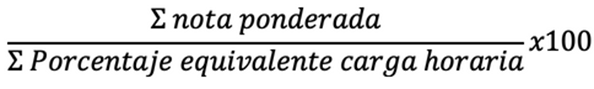 Σ nota ponderada
Σ Porcentaje equivalente carga horaria x100